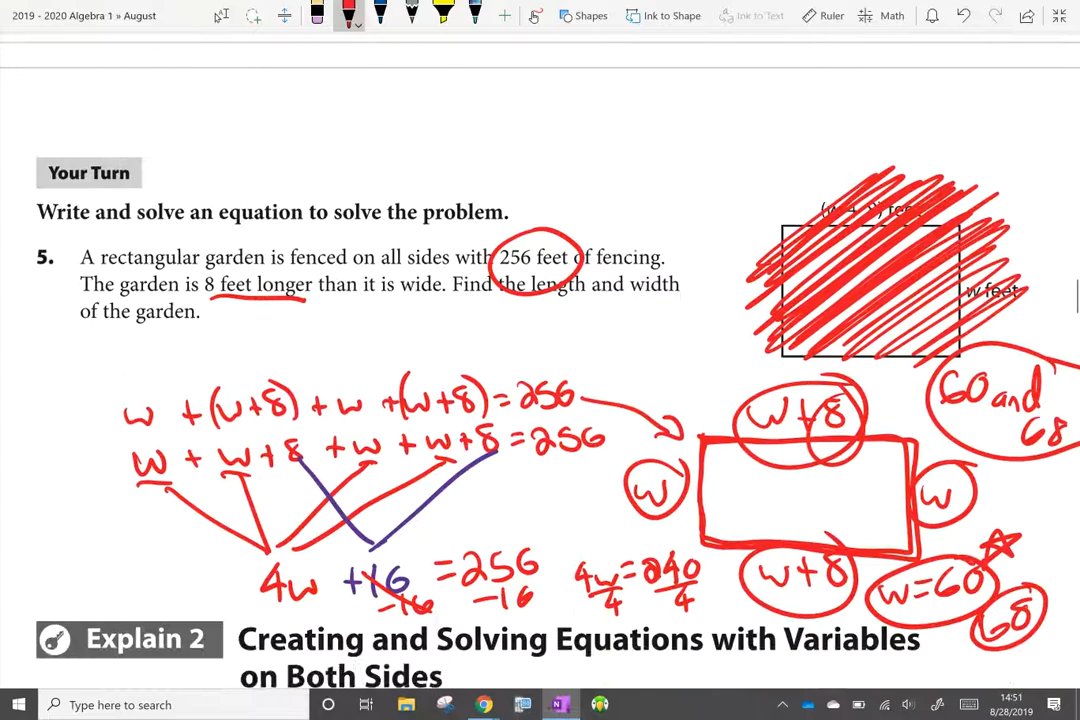 2019 - 2020 Algebra 1 » August
Shapes
Ink to Shape
Ink to Text
Ruler
Math
Your Turn
Write and solve an equation to solve the problem.
5. A rectangular garden is fenced on all sides with 256 feet of fencing.
The garden is 8 feet longer than it is wide. Find the length and width
of the garden.
w feet
w + (w+8) + w + (w+8) = 256
w + w + 8 + w + w + 8 = 256
4w +16 = 256
-16 -16
4w = 240
4 4
w+8
w
w
w+8
60 and
68
w=60
68
Explain 2 Creating and Solving Equations with Variables
on Both Sides
Type here to search
14:51
8/28/2019